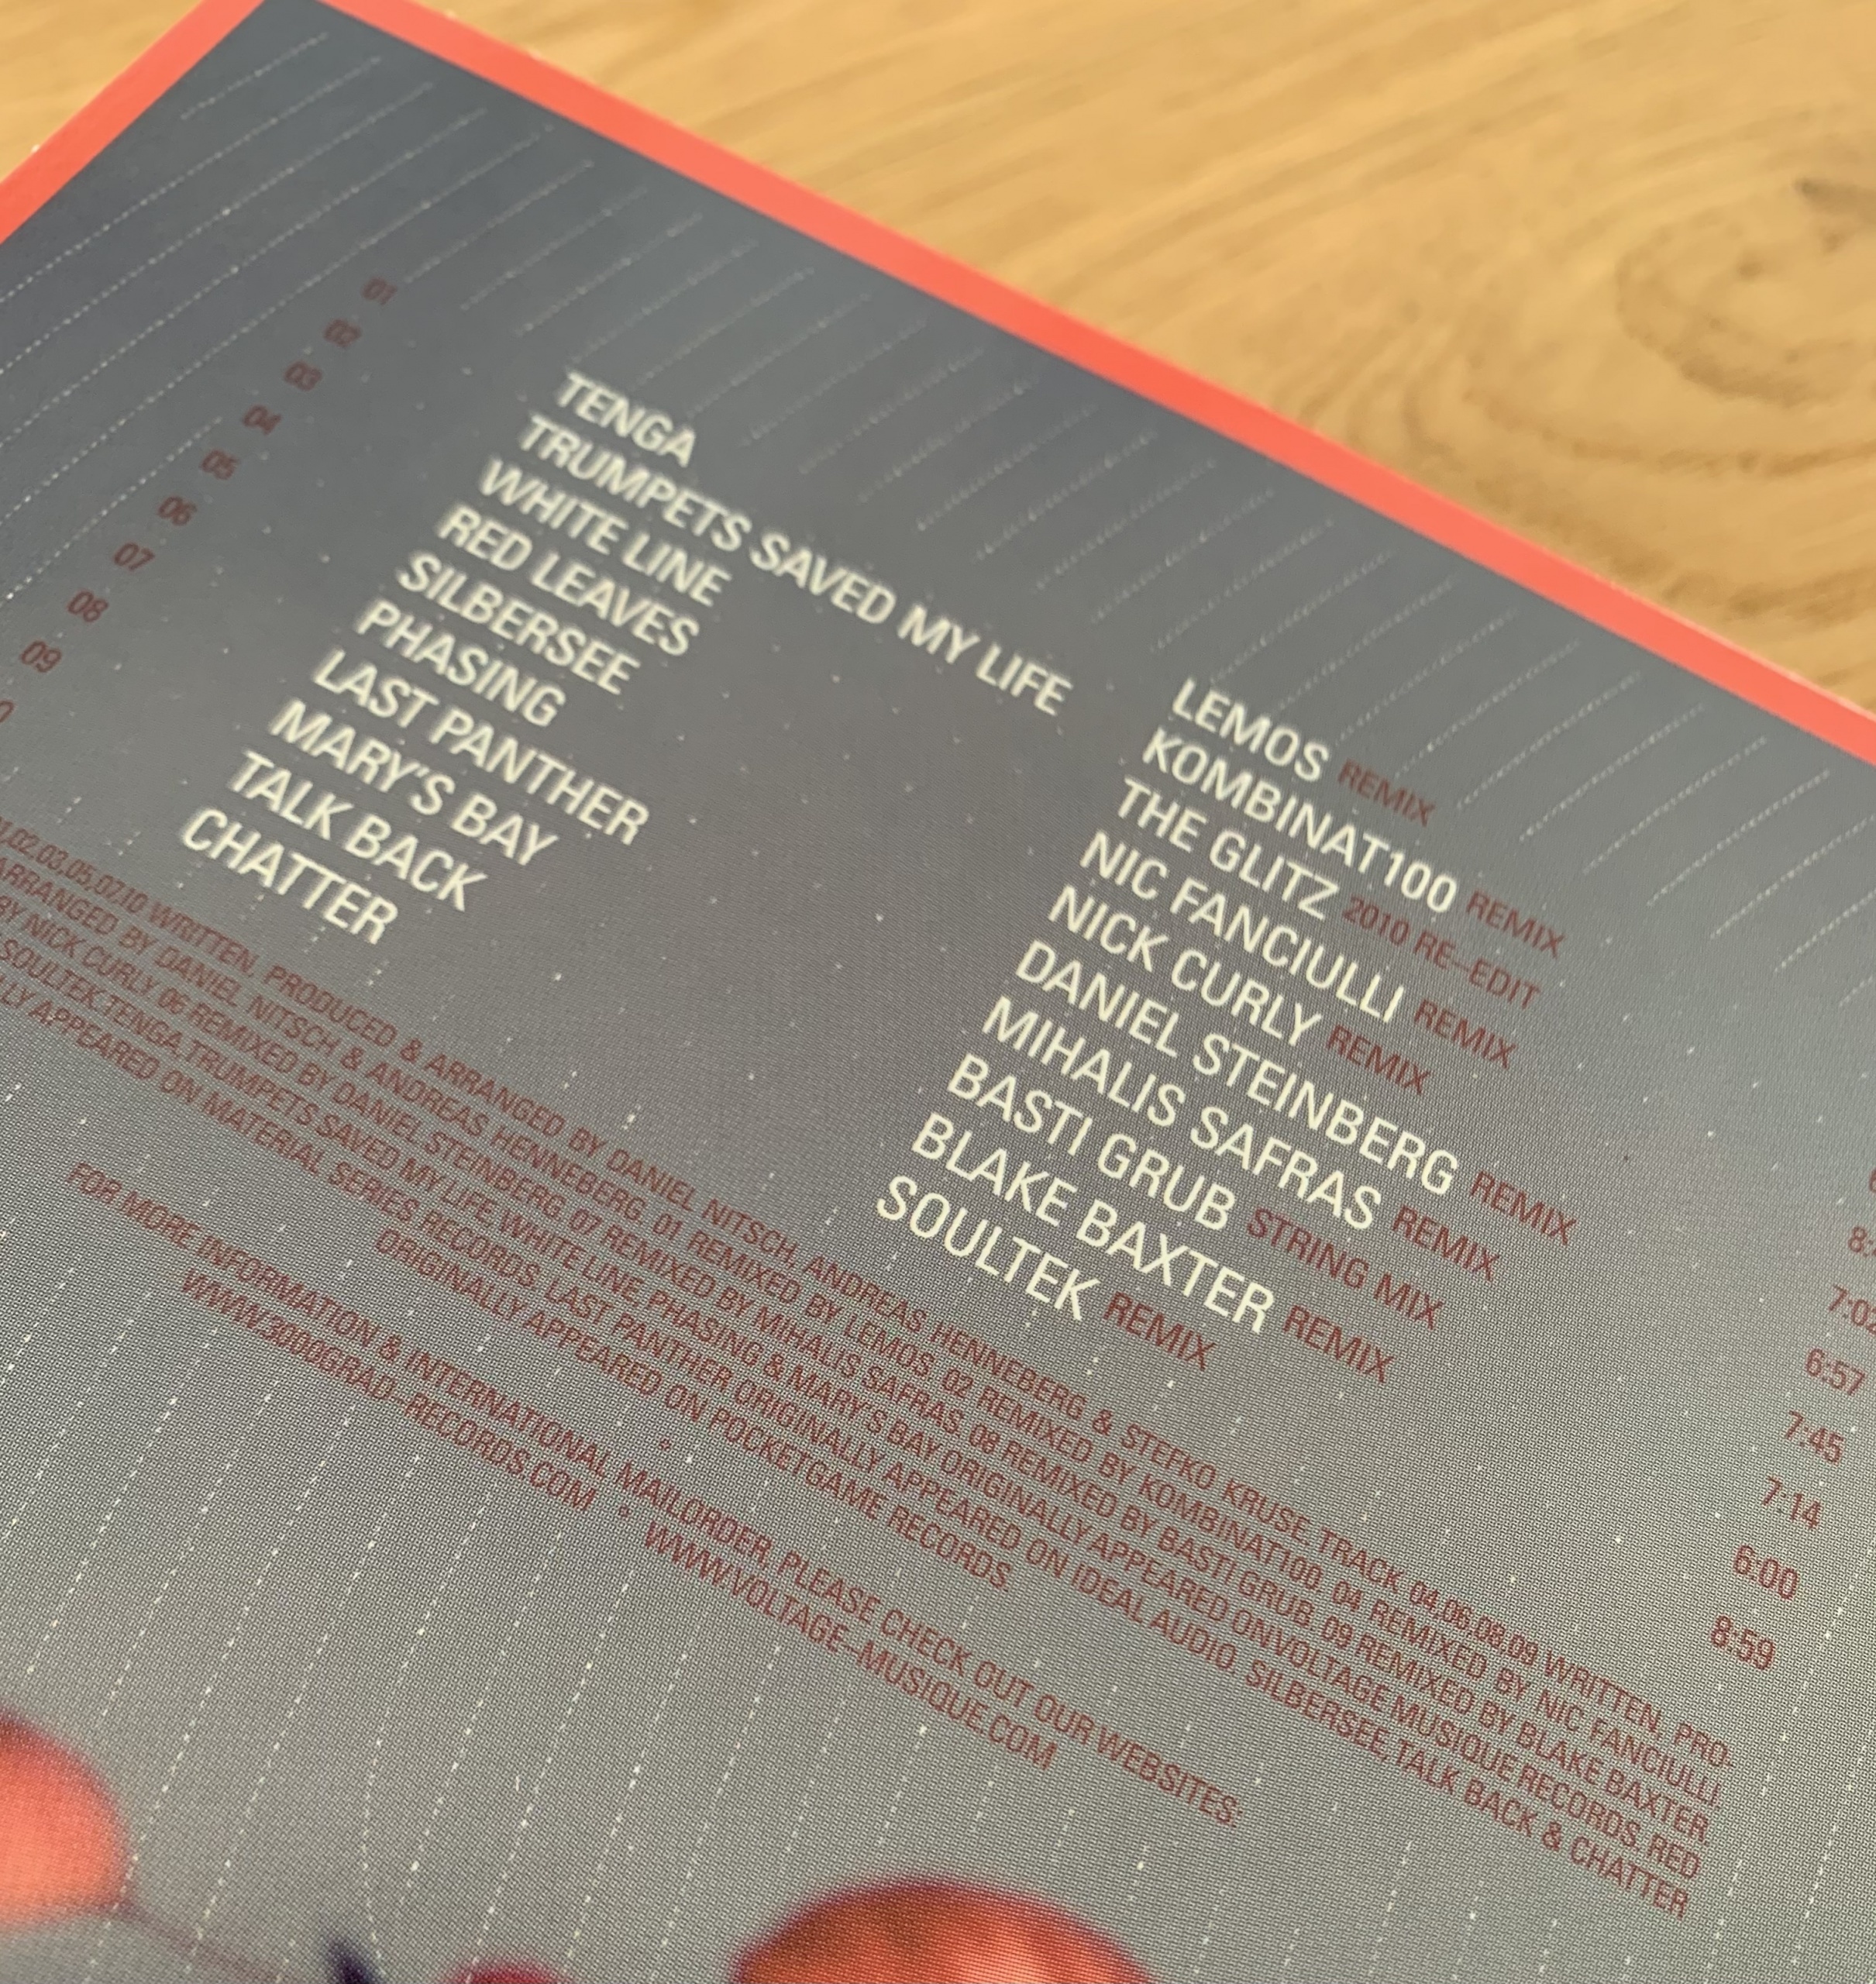 01
02
03
04
05
06
07
08
09
TENGA
TRUMPETS SAVED MY LIFE
WHITE LINE
RED LEAVES
SILBERSEE
PHASING
LAST PANTHER
MARY'S BAY
TALK BACK
CHATTER
LEMOS REMIX
KOMBINAT100 REMIX
THE GLITZ 2010 RE-EDIT
NIC FANCIULLI REMIX
NICK CURLY REMIX
DANIEL STEINBERG REMIX
MIHALIS SAFRAS REMIX
BASTI GRUB STRING MIX
BLAKE BAXTER REMIX
SOULTEK REMIX
7:02
6:57
7:45
7:14
6:00
8:59
02,03,05,07,10 WRITTEN, PRODUCED & ARRANGED BY DANIEL NITSCH, ANDREAS HENNEBERG & STEFKO KRUSE. TRACK 04,06,08,09 WRITTEN, PRO-
ARRANGED BY DANIEL NITSCH & ANDREAS HENNEBERG. 01 REMIXED BY LEMOS. 02 REMIXED BY KOMBINAT100. 04 REMIXED BY NIC FANCIULLI.
BY NICK CURLY 06 REMIXED BY DANIEL STEINBERG. 07 REMIXED BY MIHALIS SAFRAS. 08 REMIXED BY BASTI GRUB. 09 REMIXED BY BLAKE BAXTER.
SOULTEK.TENGA,TRUMPETS SAVED MY LIFE, WHITE LINE, PHASING & MARY'S BAY ORIGINALLY APPEARED ON VOLTAGE MUSIQUE RECORDS. RED
APPEARED ON MATERIAL SERIES RECORDS. LAST PANTHER ORIGINALLY APPEARED ON IDEAL AUDIO. SILBERSEE, TALK BACK & CHATTER
ORIGINALLY APPEARED ON POCKETGAME RECORDS
FOR MORE INFORMATION & INTERNATIONAL MAILORDER, PLEASE CHECK OUT OUR WEBSITES:
WWW.3000GRAD-RECORDS.COM ° WWW.VOLTAGE-MUSIQUE.COM